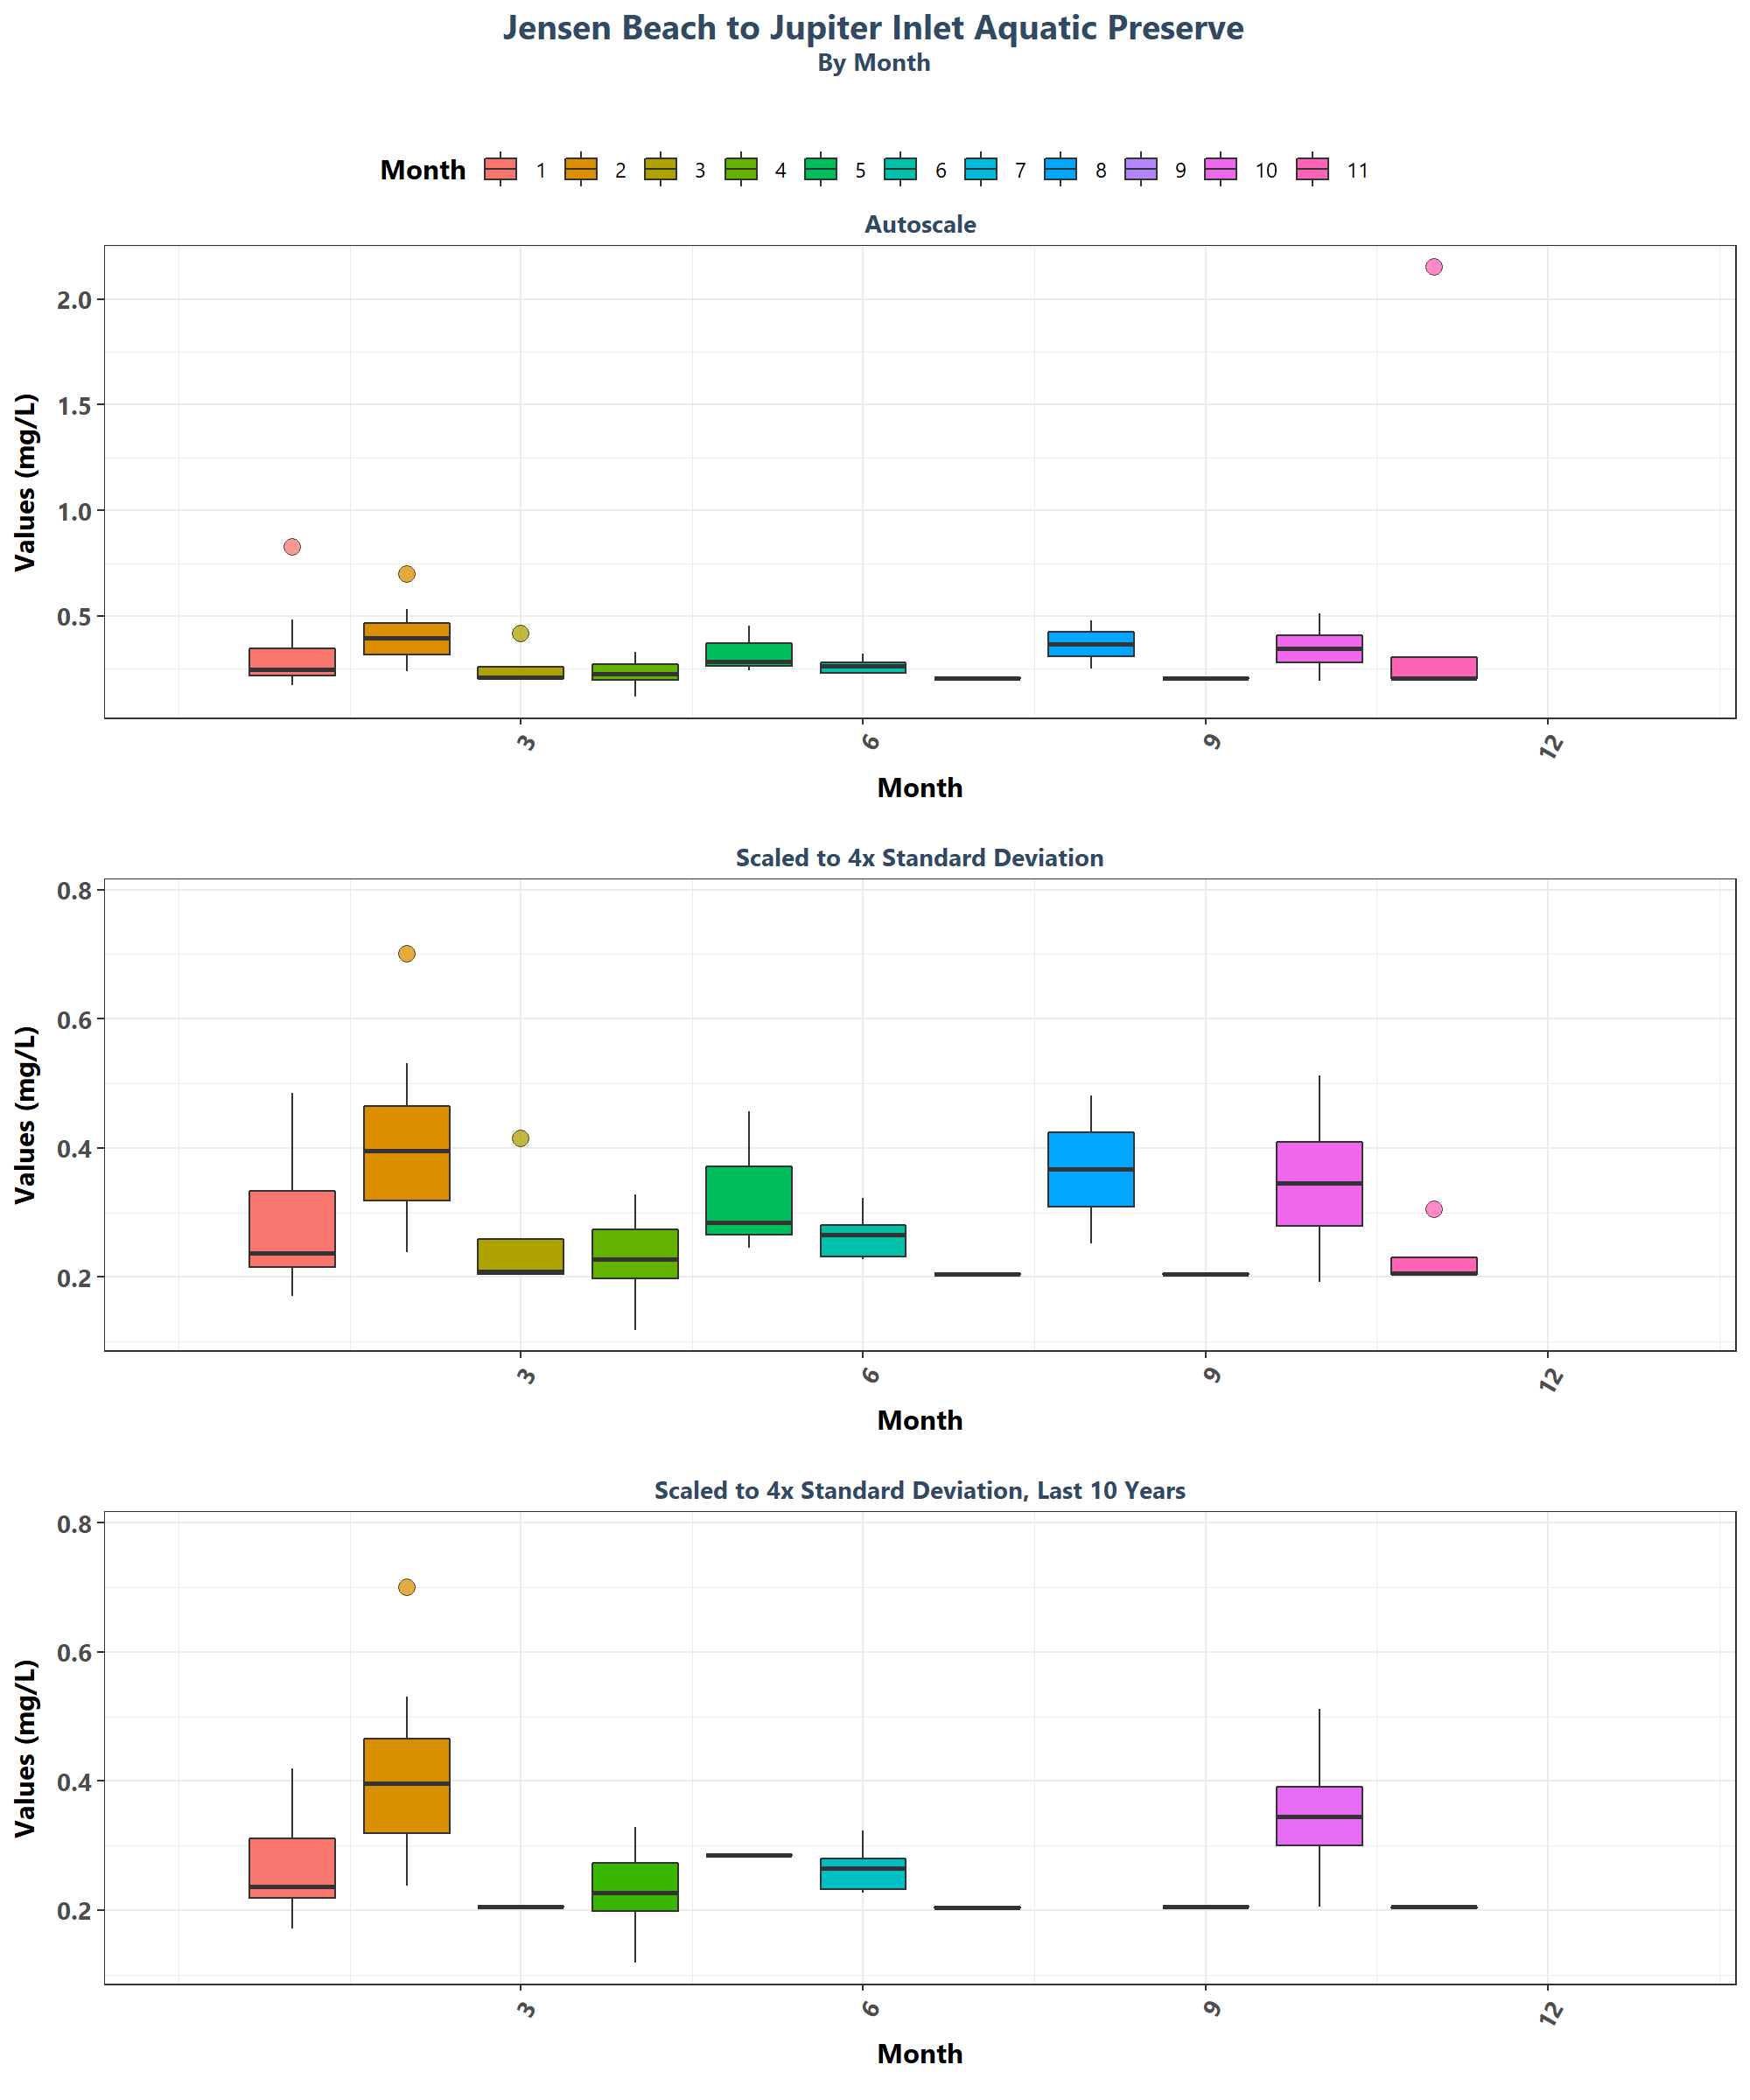 Jensen Beach to Jupiter Inlet Aquatic Preserve
By Month
Month 1 2 3 4 5 6 7 8 9 10 11
Autoscale
Values (mg/L)
2.0
1.5
1.0
0.5
3 6 9 12
Month
Scaled to 4x Standard Deviation
Values (mg/L)
0.8
0.6
0.4
0.2
3 6 9 12
Month
Scaled to 4x Standard Deviation, Last 10 Years
Values (mg/L)
0.8
0.6
0.4
0.2
3 6 9 12
Month